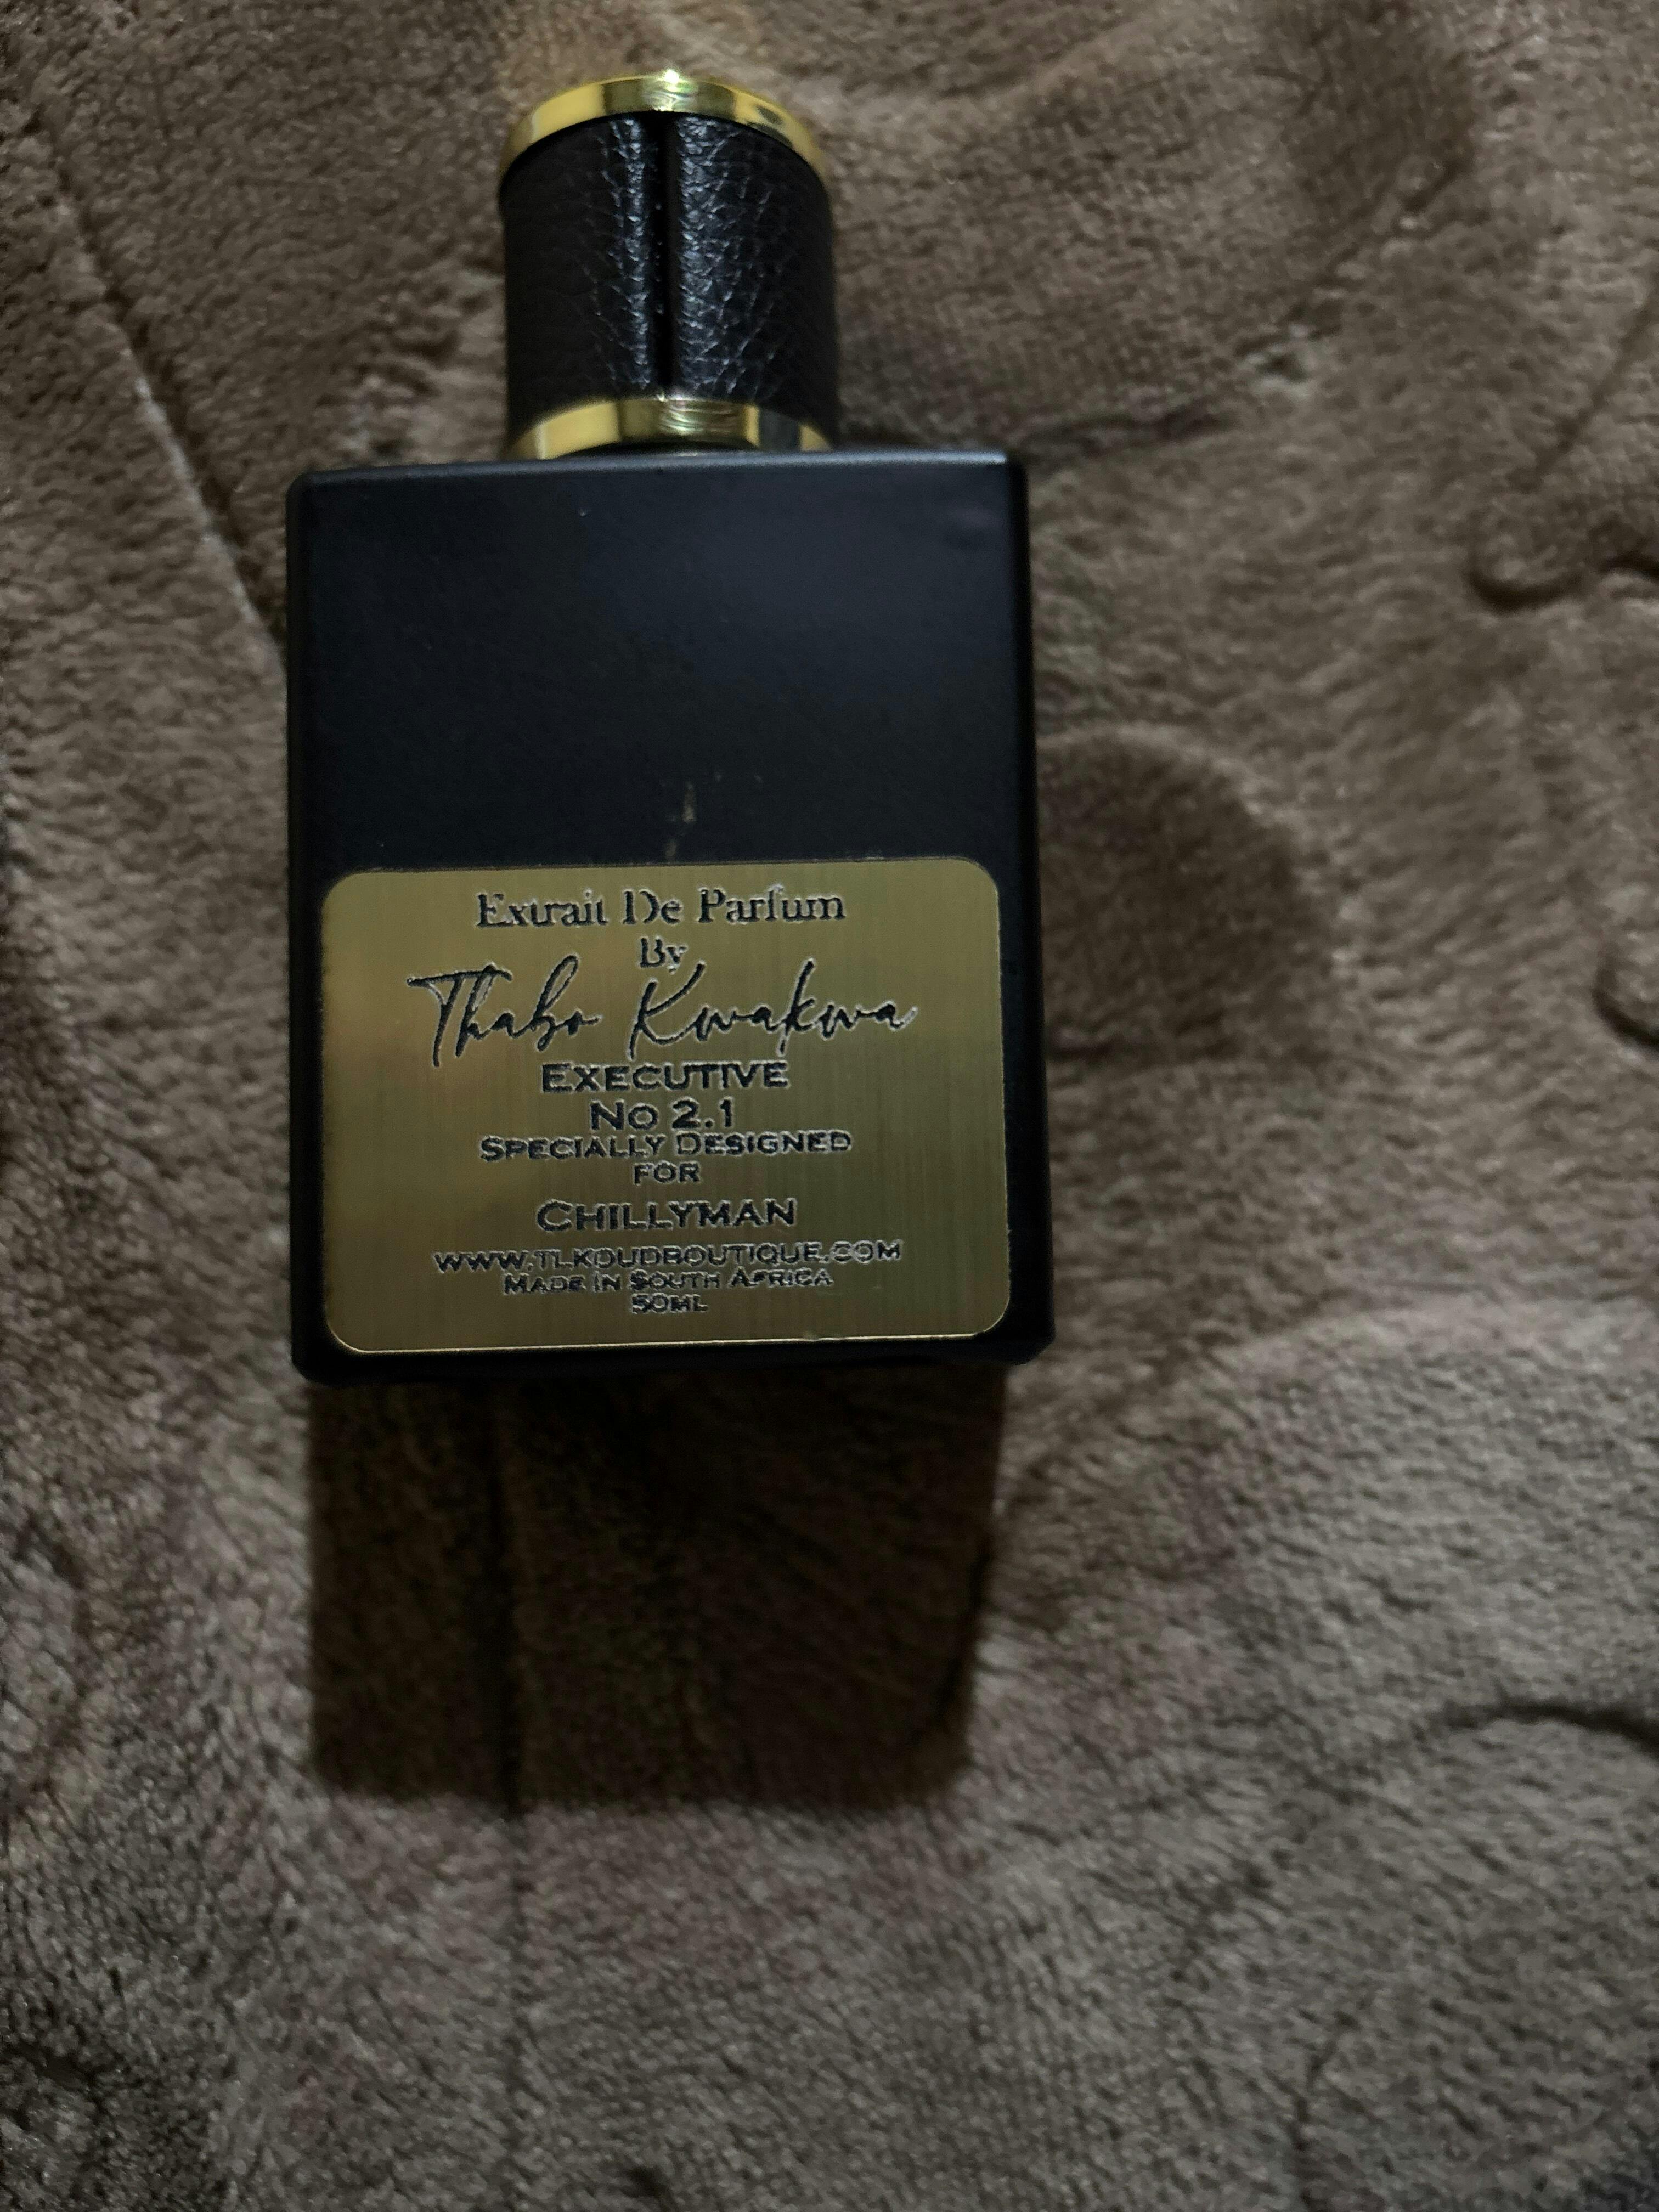 Extrait De Parfum
By
Thabo Kwakwa
EXECUTIVE
NO 2.1
SPECIALLY DESIGNED
FOR
CHILLYMAN
WWW.TLKOUDBOUTIQUE.COM
MADE IN SOUTH AFRICA
50ML